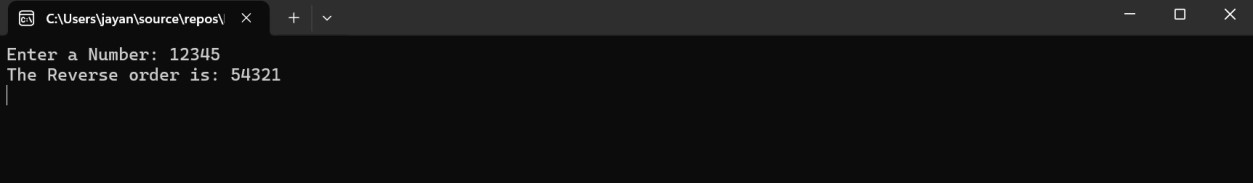 C:\Users\jayan\source\repos\
Enter a Number: 12345
The Reverse order is: 54321